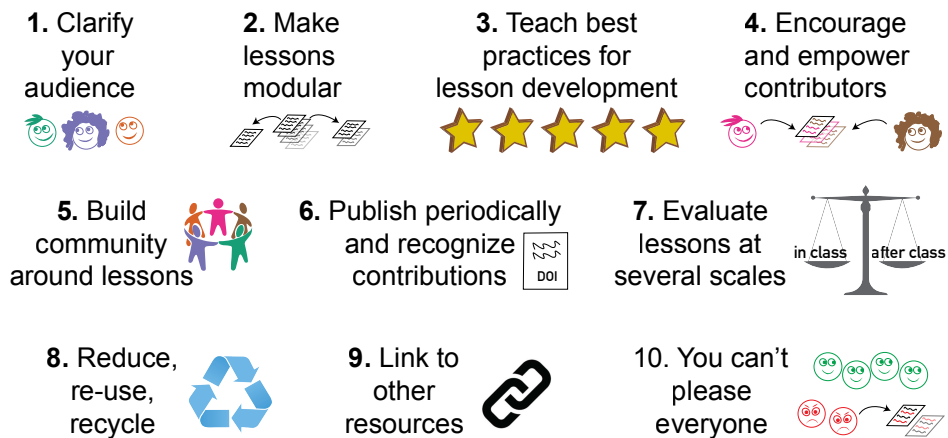 1. Clarify
your
audience
2. Make
lessons
modular
3. Teach best
practices for
lesson development
4. Encourage
and empower
contributors
5. Build
community
around lessons
6. Publish periodically
and recognize
contributions
DOI
7. Evaluate
lessons at
several scales
in class
after class
8. Reduce,
re-use,
recycle
9. Link to
other
resources
10. You can't
please
everyone